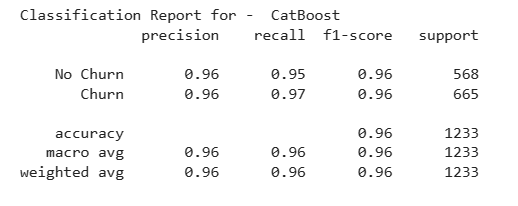 Classification Report for -  CatBoost
precision recall f1-score support
No Churn 0.96 0.95 0.96 568
Churn 0.96 0.97 0.96 665
accuracy 0.96 1233
macro avg 0.96 0.96 0.96 1233
weighted avg 0.96 0.96 0.96 1233